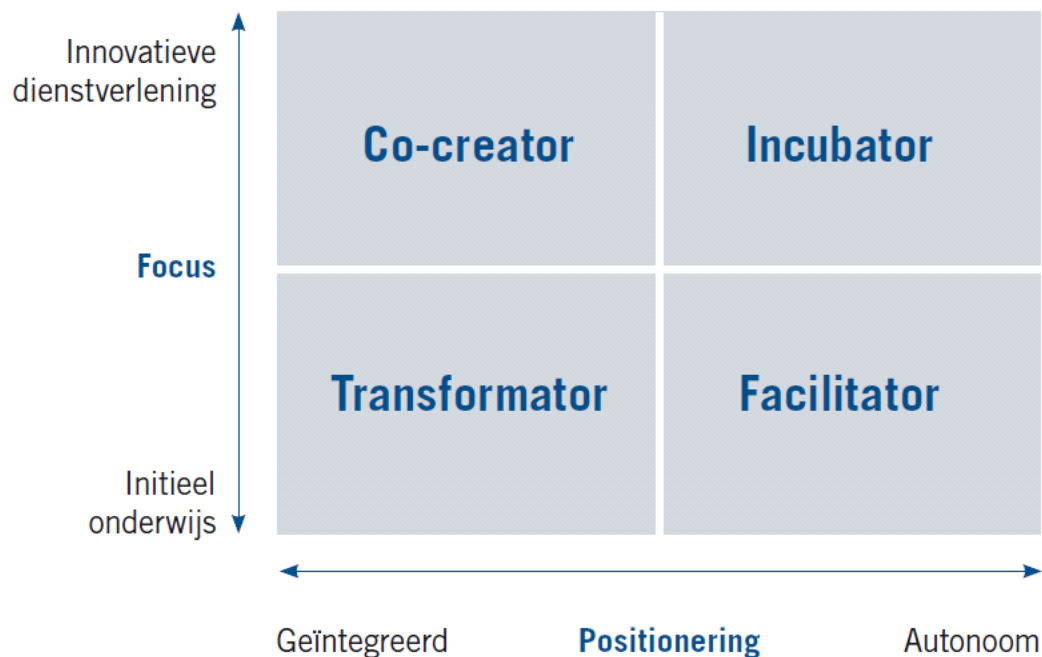 Innovatieve
dienstverlening
Co-creator
Incubator
Focus
Transformator
Facilitator
Initieel
onderwijs
Geïntegreerd
Positionering
Autonoom